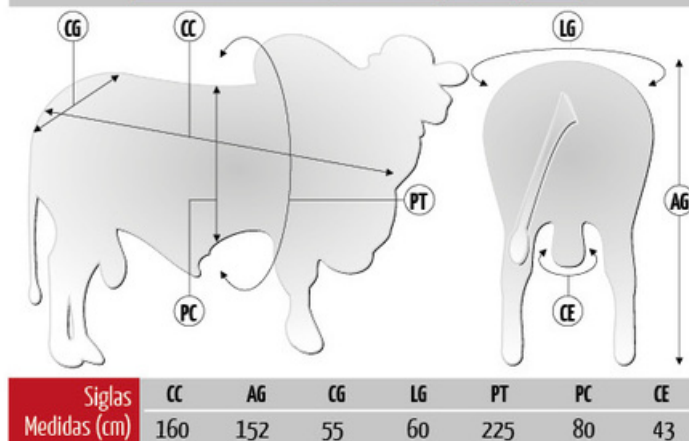 CG CC LG
PT AG
PC CE
Siglas CC AG CG LG PT PC CE
Medidas (cm) 160 152 55 60 225 80 43